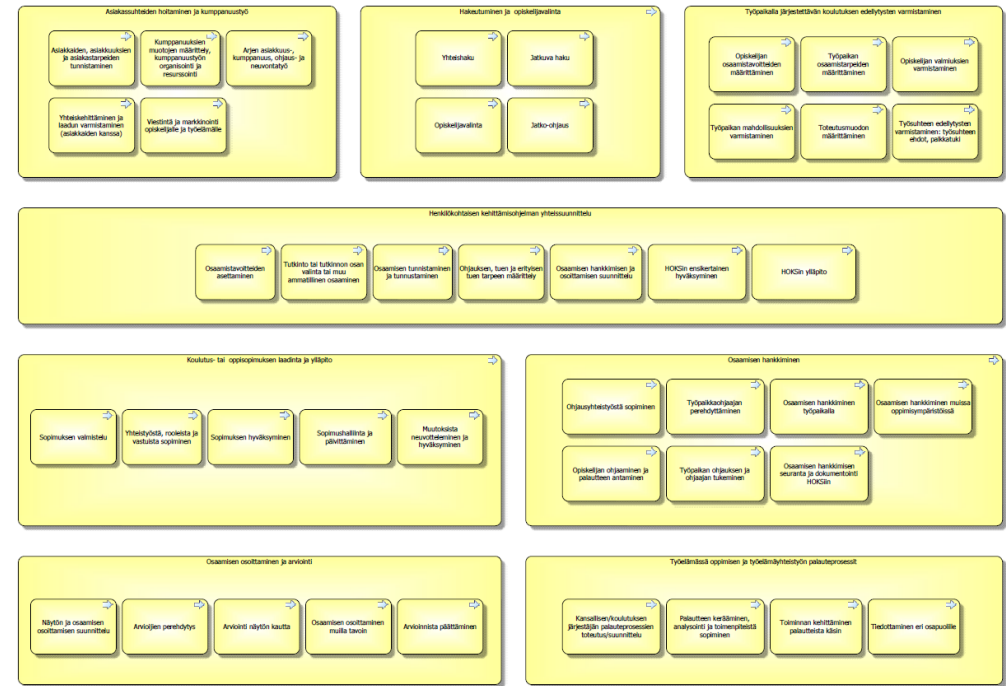 Asiakassuhteiden hoitaminen ja kumppanuustyö
Asiakkaiden, asiakkuuksien
ja asiakastarpeiden
tunnistaminen
Kumppanuuksien
muotojen määrittely,
kumppanuustyön
organisointi ja
resurssointi
Arjen asiakkuus-,
kumppanuus, ohjaus- ja
neuvontatyö
Yhteiskehittäminen ja
laadun varmistaminen
(asiakkaiden kanssa)
Viestintä ja markkinointi
opiskelijalle ja työelämälle
Hakeutuminen ja opiskelijavalinta
Yhteishaku
Jatkuva haku
Opiskelijavalinta
Jatko-ohjaus
Työpaikalla järjestettävän koulutuksen edellytysten varmistaminen
Opiskelijan
osaamistavoitteiden
määrittäminen
Työpaikan
osaamistarpeiden
määrittäminen
Opiskelijan valmiuksien
varmistaminen
Työpaikan mahdollisuuksien
varmistaminen
Toteutusmuodon
määrittäminen
Työsuhteen edellytysten
varmistaminen: työsuhteen
ehdot, palkkatuki
Henkilökohtaisen kehittämisohjelman yhteissuunnittelu
Osaamistavoitteiden
asettaminen
Tutkinto tai tutkinnon osan
valinta tai muu
ammatillinen osaaminen
Osaamisen tunnistaminen
ja tunnustaminen
Ohjauksen, tuen ja erityisen
tuen tarpeen määrittely
Osaamisen hankkimisen ja
osoittamisen suunnittelu
HOKSin ensikertainen
hyväksyminen
HOKSin ylläpito
Koulutus- tai oppisopimuksen laadinta ja ylläpito
Sopimuksen valmistelu
Yhteistyöstä, rooleista ja
vastuista sopiminen
Sopimuksen hyväksyminen
Sopimushallinta ja
päivittäminen
Muutoksista
neuvotteleminen ja
hyväksyminen
Osaamisen hankkiminen
Ohjausyhteistyöstä sopiminen
Työpaikkaohjaajan
perehdyttäminen
Osaamisen hankkiminen
työpaikalla
Osaamisen hankkiminen muissa
oppimisympäristöissä
Opiskelijan ohjaaminen ja
palautteen antaminen
Työpaikan ohjauksen ja
ohjaajan tukeminen
Osaamisen hankkimisen
seuranta ja dokumentointi
HOKSiin
Osaamisen osoittaminen ja arviointi
Näytön ja osaamisen
osoittamisen suunnittelu
Arvioijien perehdytys
Arviointi näytön kautta
Osaamisen osoittaminen
muilla tavoin
Arvioinnista päättäminen
Työelämässä oppimisen ja työelämäyhteistyön palauteprosessit
Kansallisen/koulutuksen
järjestäjän palauteprosessien
toteutus/suunnittelu
Palautteen kerääminen,
analysointi ja toimenpiteistä
sopiminen
Toiminnan kehittäminen
palautteista käsin
Tiedottaminen eri osapuolille